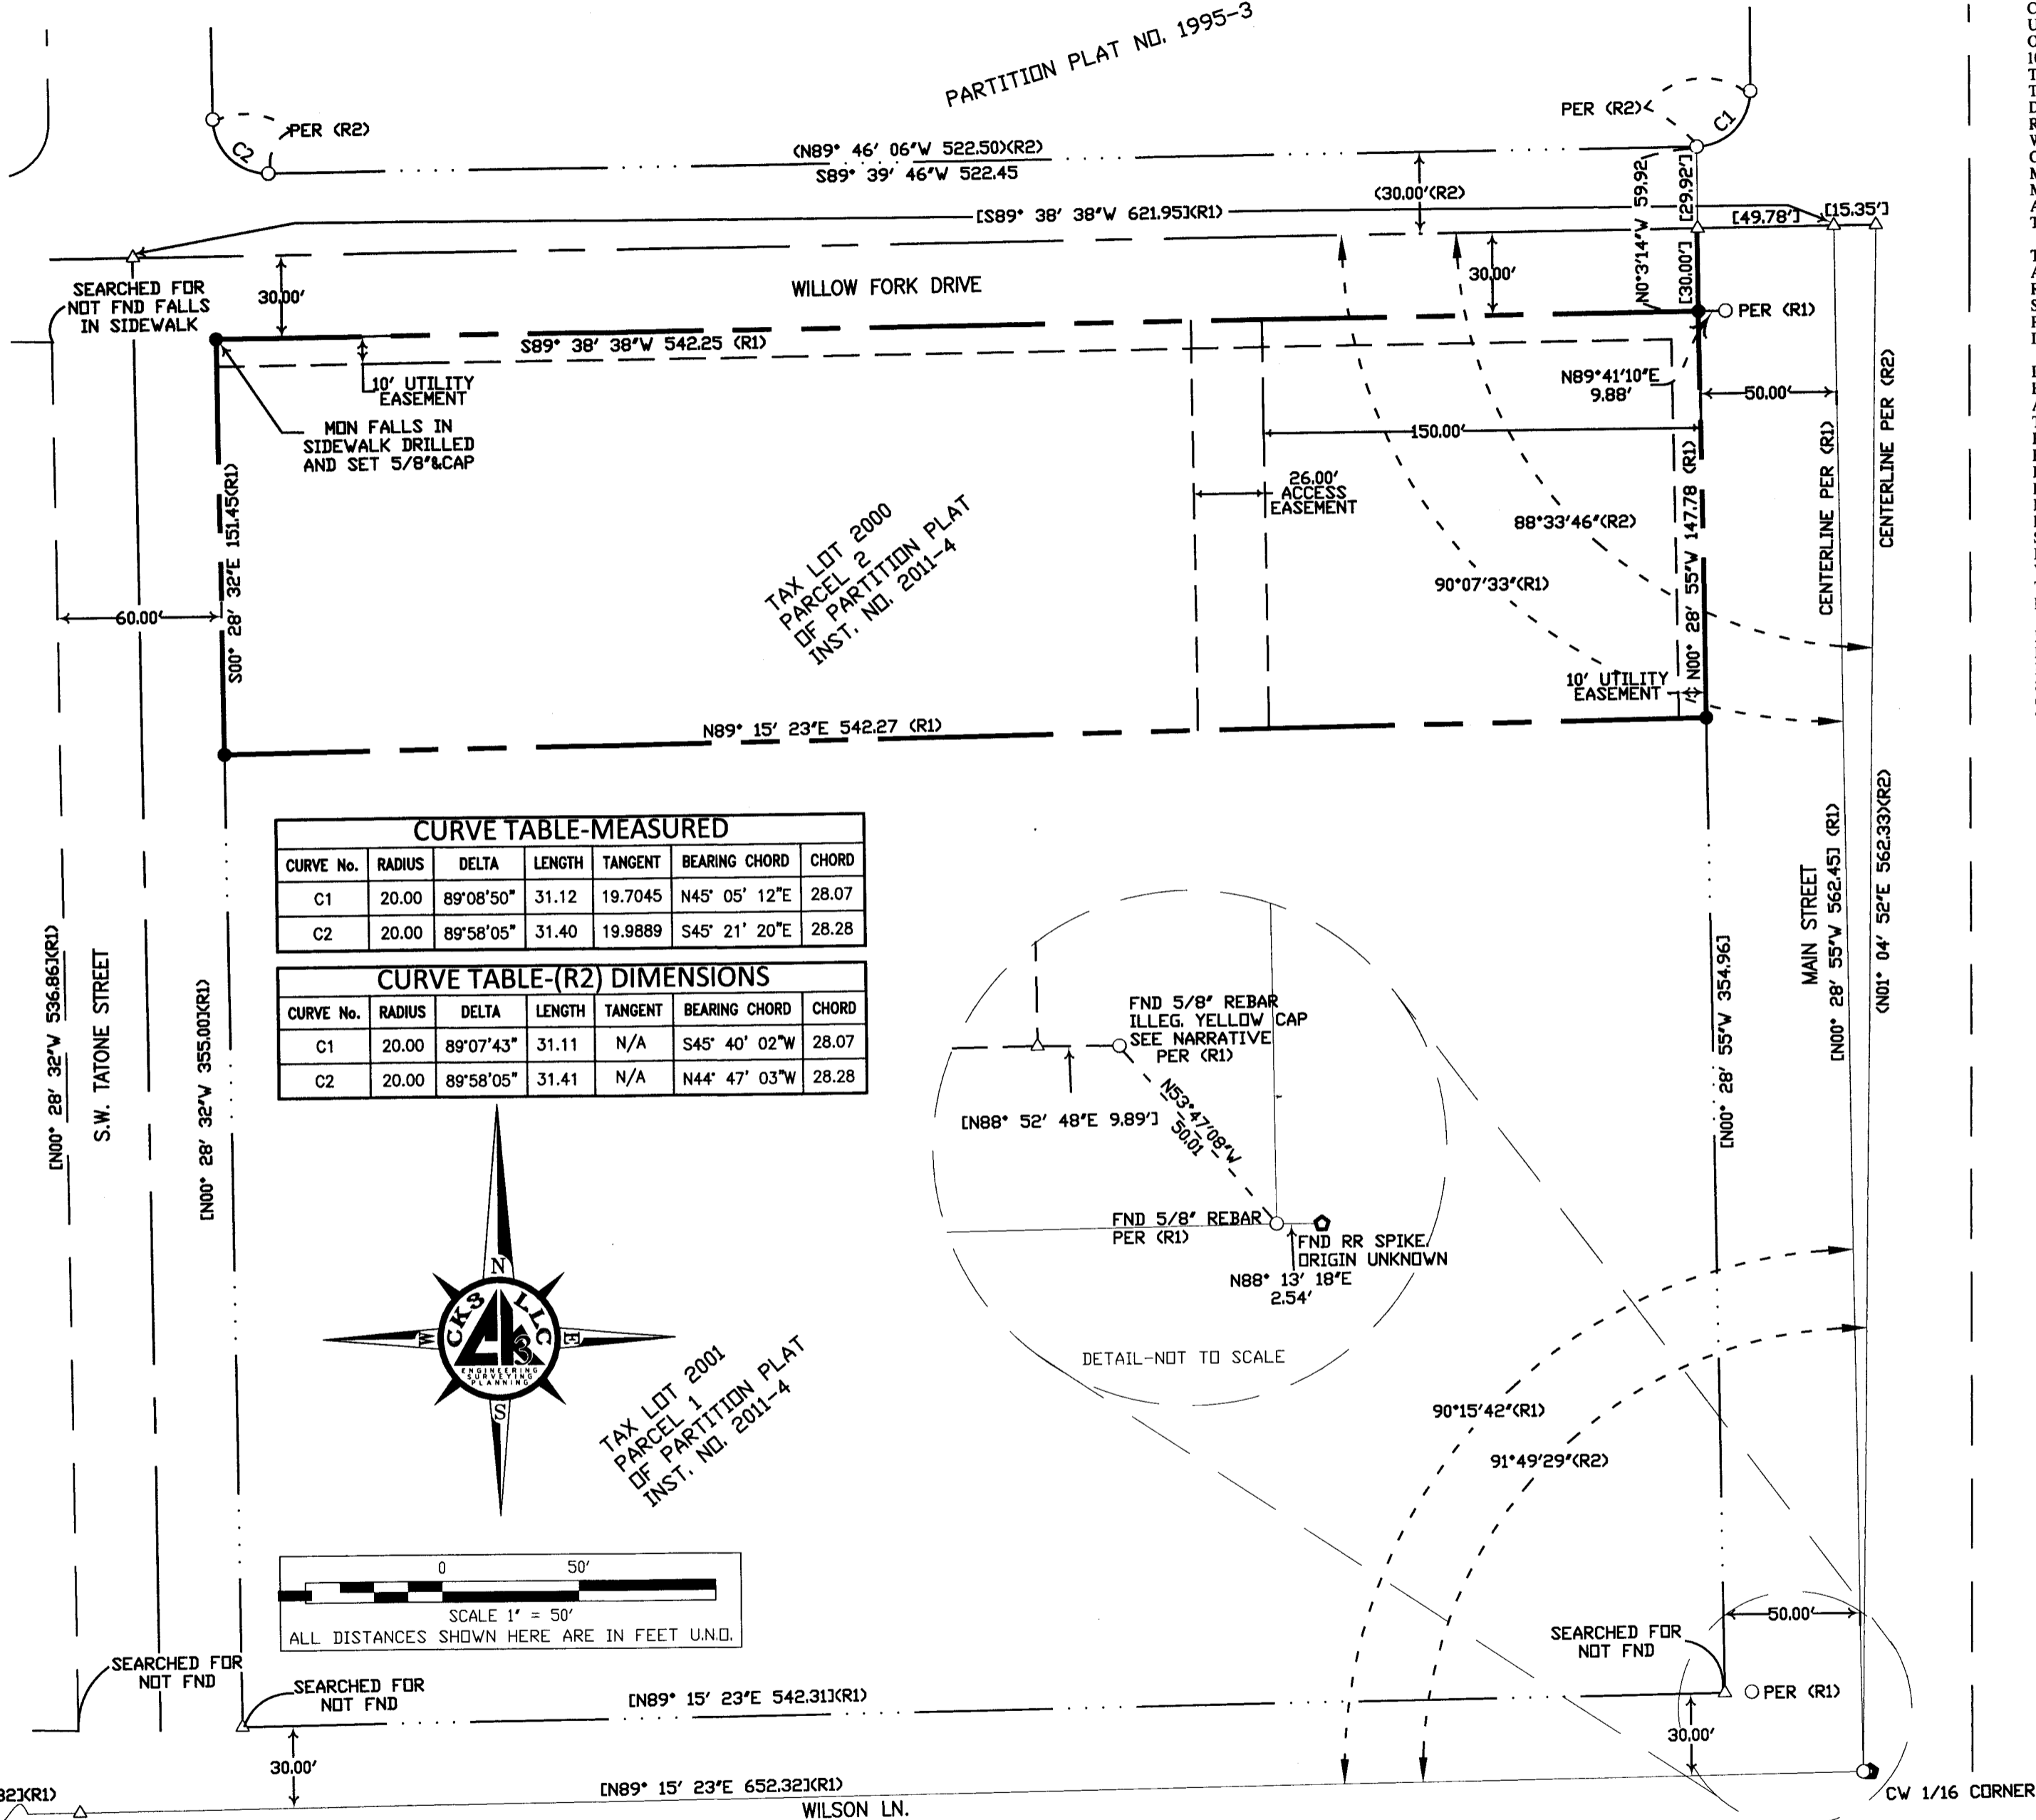 PARTITION PLAT NO. 1995-3
PER (R2)
C2
PER (R2)<
C1
(N89° 46' 06"W 522.50)(R2)
S89° 39' 46"W 522.45
(30.00'(R2)
[S89° 38' 38"W 621.95](R1)
N0°3'14"W 59.92
[29.92']
[30.00']
[49.78']
[15.35']
SEARCHED FOR
NOT FND FALLS
IN SIDEWALK
30.00'
WILLOW FORK DRIVE
30.00'
PER (R1)
S89° 38' 38"W 542.25 (R1)
10' UTILITY
EASEMENT
MON FALLS IN
SIDEWALK DRILLED
AND SET 5/8"&CAP
N89°41'10"E
9.88'
50.00'
150.00'
26.00'
ACCESS
EASEMENT
88°33'46"(R2)
90°07'33"(R1)
CENTERLINE PER (R1)
CENTERLINE PER (R2)
S00° 28' 32"E 151.45(R1)
N00° 28' 55"W 147.78 (R1)
60.00'
TAX LOT 2000
PARCEL 2
OF PARTITION PLAT
INST. NO. 2011-4
10' UTILITY
EASEMENT
N89° 15' 23"E 542.27 (R1)
CURVE TABLE-MEASURED
CURVE No. RADIUS DELTA LENGTH TANGENT BEARING CHORD CHORD
C1 20.00 89°08'50" 31.12 19.7045 N45° 05' 12"E 28.07
C2 20.00 89°58'05" 31.40 19.9889 S45° 21' 20"E 28.28
CURVE TABLE-(R2) DIMENSIONS
CURVE No. RADIUS DELTA LENGTH TANGENT BEARING CHORD CHORD
C1 20.00 89°07'43" 31.11 N/A S45° 40' 02"W 28.07
C2 20.00 89°58'05" 31.41 N/A N44° 47' 03"W 28.28
[N00° 28' 32"W 536.86](R1)
S.W. TATONE STREET
[N00° 28' 32"W 355.00](R1)
[N00° 28' 55"W 354.96]
MAIN STREET
[N00° 28' 55"W 562.45] (R1)
(N01° 04' 52"E 562.33)(R2)
FND 5/8" REBAR
ILLEG. YELLOW CAP
SEE NARRATIVE
PER (R1)
[N88° 52' 48"E 9.89']
N53°47'08"W
50.01
FND 5/8" REBAR
PER (R1)
FND RR SPIKE.
ORIGIN UNKNOWN
N88° 13' 18"E
2.54'
DETAIL-NOT TO SCALE
N
W
E
S
CK3 LLC
ENGINEERING
SURVEYING
PLANNING
TAX LOT 2001
PARCEL 1
OF PARTITION PLAT
INST. NO. 2011-4
90°15'42"(R1)
91°49'29"(R2)
0 50'
SCALE 1" = 50'
ALL DISTANCES SHOWN HERE ARE IN FEET U.N.O.
50.00'
SEARCHED FOR
NOT FND
SEARCHED FOR
NOT FND
SEARCHED FOR
NOT FND
PER (R1)
[N89° 15' 23"E 542.31](R1)
30.00'
30.00'
[N89° 15' 23"E 652.32](R1)
32](R1)
WILSON LN.
CW 1/16 CORNER